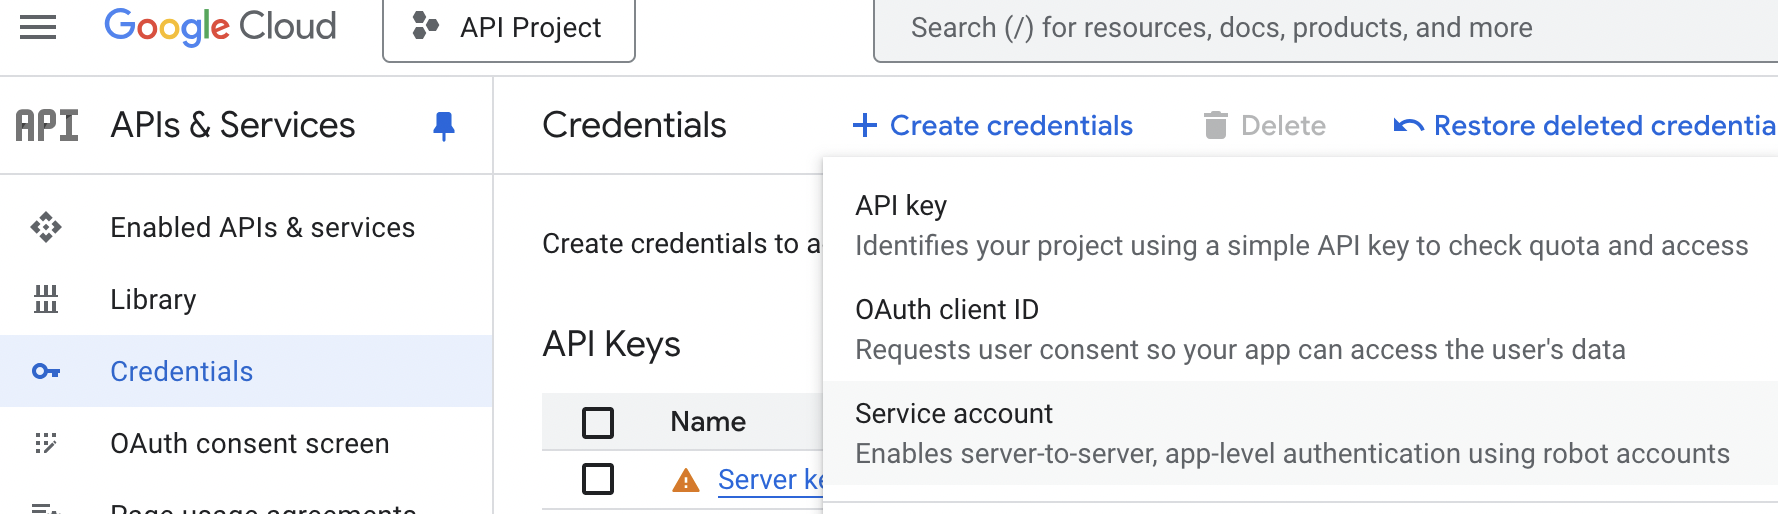 Google Cloud
API Project
Search (/) for resources, docs, products, and more
API
APIs & Services
Credentials
Create credentials
Delete
Restore deleted credentia
Enabled APIs & services
Library
Credentials
OAuth consent screen
Page usage agreements
Create credentials to a
API Keys
Name
Server ke
API key
Identifies your project using a simple API key to check quota and access
OAuth client ID
Requests user consent so your app can access the user's data
Service account
Enables server-to-server, app-level authentication using robot accounts